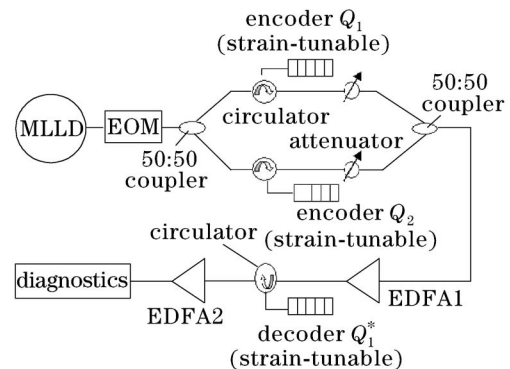 encoder Q1
(strain-tunable)
MLLD
EOM
circulator
50:50
coupler
50:50
coupler
attenuator
encoder Q2
(strain-tunable)
circulator
diagnostics
EDFA2
EDFA1
decoder Q1*
(strain-tunable)